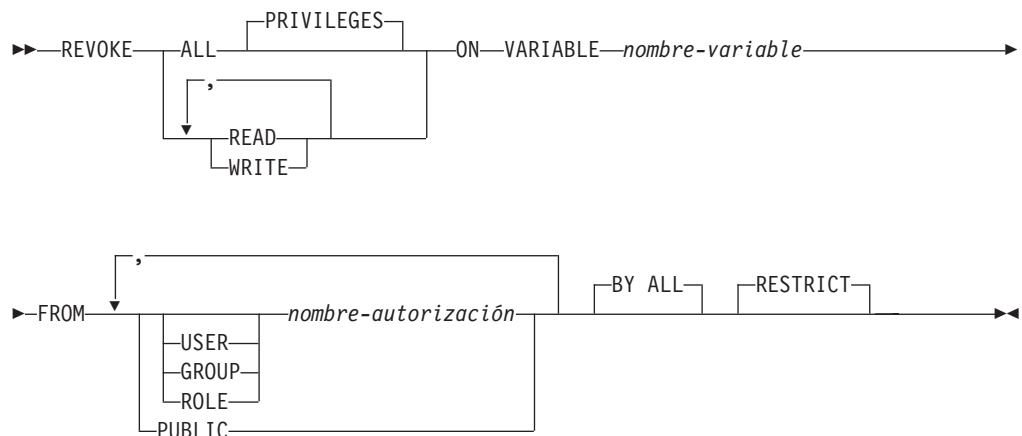 PRIVILEGES
REVOKE ALL ON VARIABLE nombre-variable
,
READ
WRITE
,
BY ALL RESTRICT
FROM nombre-autorización
USER
GROUP
ROLE
PUBLIC